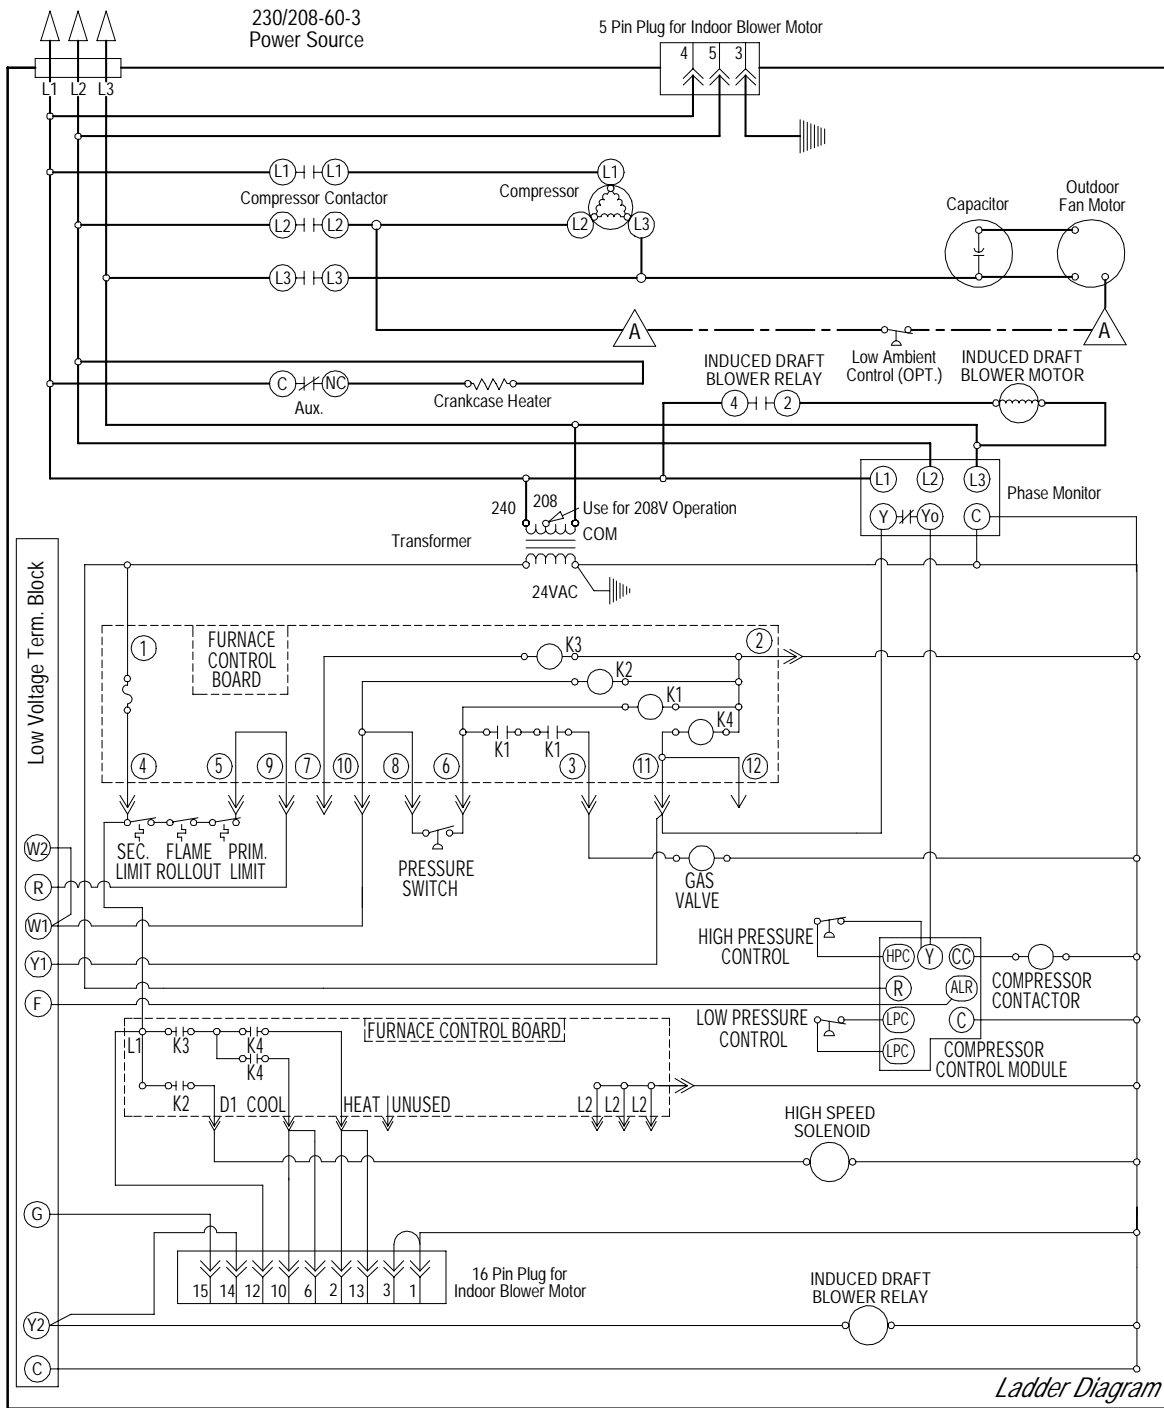 230/208-60-3
Power Source
5 Pin Plug for Indoor Blower Motor
4 5 3
L1 L2 L3
L1 L1
Compressor Contactor
Compressor
L1
L2 L2
L2 L3
L3 L3
Capacitor
Outdoor
Fan Motor
A
A
Low Ambient
Control (OPT.)
C NC
Aux.
Crankcase Heater
INDUCED DRAFT
BLOWER RELAY
4 2
INDUCED DRAFT
BLOWER MOTOR
L1 L2 L3
Phase Monitor
Y Yo C
240 208
Use for 208V Operation
COM
Transformer
24VAC
Low Voltage Term. Block
1
FURNACE
CONTROL
BOARD
K3
2
K2
K1
K4
K1 K1
4 5 9 7 10 8 6 3 11 12
SEC.
LIMIT
FLAME
ROLLOUT
PRIM.
LIMIT
PRESSURE
SWITCH
GAS
VALVE
W2
R
W1
Y1
F
HIGH PRESSURE
CONTROL
HPC Y CC
R ALR
COMPRESSOR
CONTACTOR
LOW PRESSURE
CONTROL
LPC C
LPC
COMPRESSOR
CONTROL MODULE
FURNACE CONTROL BOARD
L1 K3 K4
K4
K2
D1 COOL HEAT UNUSED
L2 L2 L2
HIGH SPEED
SOLENOID
G
15 14 12 10 6 2 13 3 1
16 Pin Plug for
Indoor Blower Motor
INDUCED DRAFT
BLOWER RELAY
Y2
C
Ladder Diagram